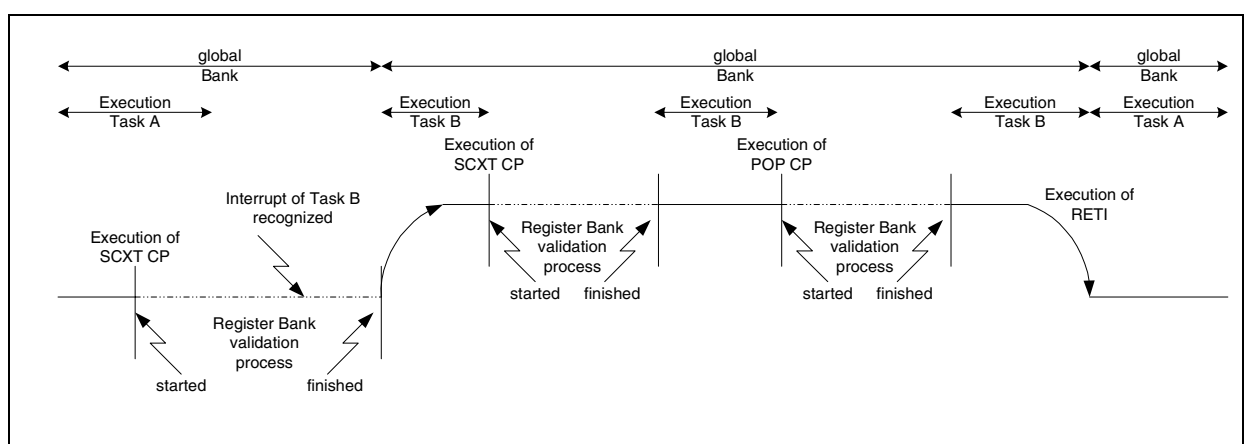 global
Bank
global
Bank
global
Bank
Execution
Task A
Execution
Task B
Execution
Task B
Execution
Task B
Execution
Task A
Execution of
SCXT CP
Execution of
POP CP
Interrupt of Task B
recognized
Execution of
RETI
Execution of
SCXT CP
Register Bank
validation
process
Register Bank
validation
process
started
finished
started
finished
Register Bank
validation
process
started
finished